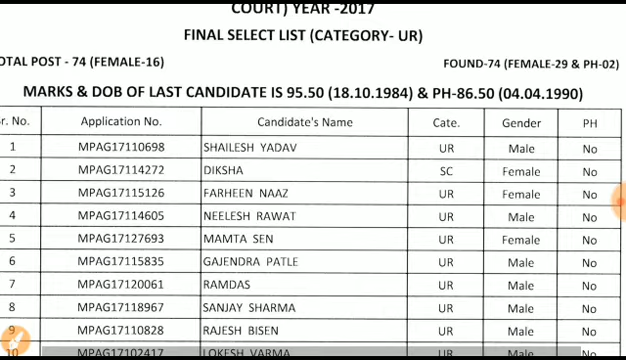 COURT) YEAR -2017
FINAL SELECT LIST (CATEGORY- UR)
OTAL POST - 74 (FEMALE-16) FOUND-74 (FEMALE-29 & PH-02)
MARKS & DOB OF LAST CANDIDATE IS 95.50 (18.10.1984) & PH-86.50 (04.04.1990)
r. No. Application No. Candidate's Name Cate. Gender PH
1 MPAG17110698 SHAILESH YADAV UR Male No
2 MPAG17114272 DIKSHA SC Female No
3 MPAG17115126 FARHEEN NAAZ UR Female No
4 MPAG17114605 NEELESH RAWAT UR Male No
5 MPAG17127693 MAMTA SEN UR Female No
6 MPAG17115835 GAJENDRA PATLE UR Male No
7 MPAG17120061 RAMDAS UR Male No
8 MPAG17118967 SANJAY SHARMA UR Male No
9 MPAG17110828 RAJESH BISEN UR Male No
10 MPAG17102417 LOKESH VARMA UR Male No